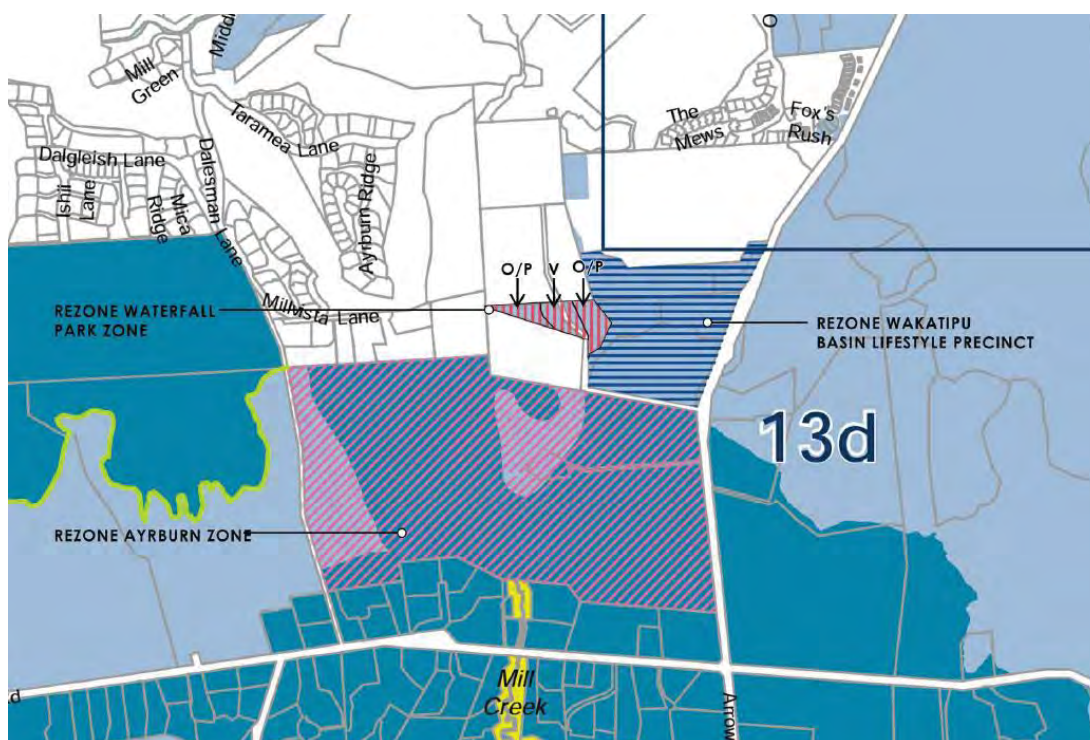 Middl
O
Mill
Green
Taramea Lane
The
Mews
Fox's
Rush
Dalgleish Lane
Dalesman Lane
Ishii
Lane
Mica
Ridge
Ayrburn Ridge
O/P V O/P
Millvista Lane
REZONE WATERFALL
PARK ZONE
REZONE WAKATIPU
BASIN LIFESTYLE PRECINCT
13d
REZONE AYRBURN ZONE
Mill
Creek
.d
Arrow